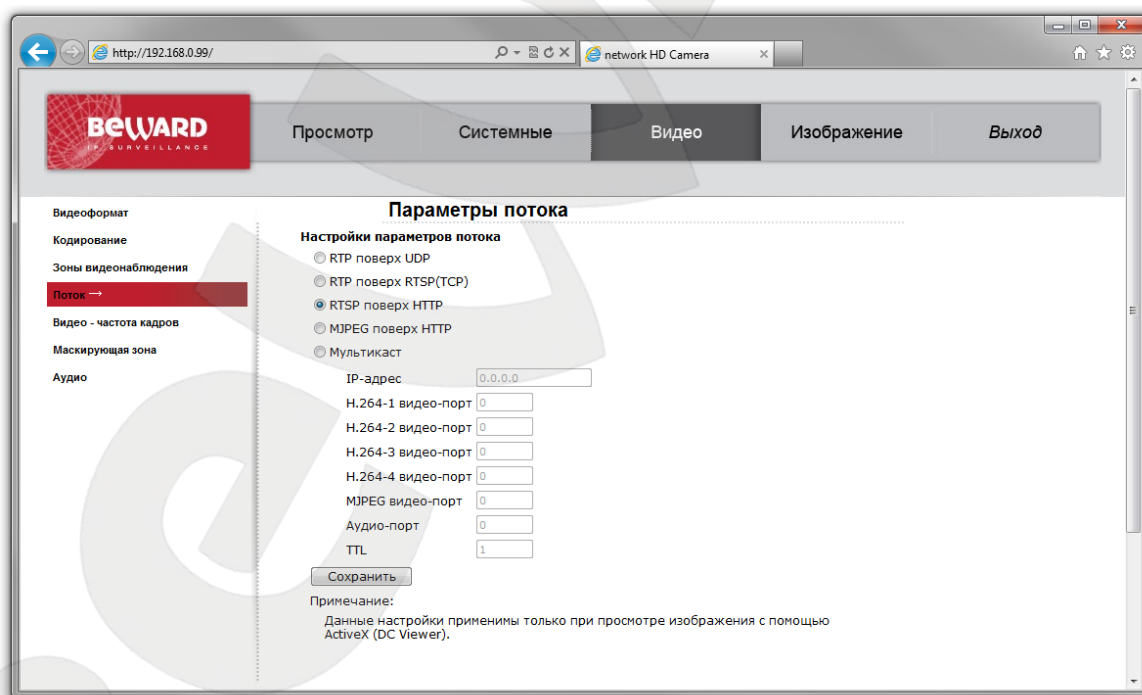 http://192.168.0.99/
network HD Camera
BEWARD
IP SURVEILLANCE
Просмотр
Системные
Видео
Изображение
Выход
Видеоформат
Кодирование
Зоны видеонаблюдения
Поток →
Видео - частота кадров
Маскирующая зона
Аудио
Параметры потока
Настройки параметров потока
RTP поверх UDP
RTP поверх RTSP(TCP)
RTSP поверх HTTP
MJPEG поверх HTTP
Мультикаст
IP-адрес 0.0.0.0
H.264-1 видео-порт 0
H.264-2 видео-порт 0
H.264-3 видео-порт 0
H.264-4 видео-порт 0
MJPEG видео-порт 0
Аудио-порт 0
TTL 1
Сохранить
Примечание:
Данные настройки применимы только при просмотре изображения с помощью
ActiveX (DC Viewer).